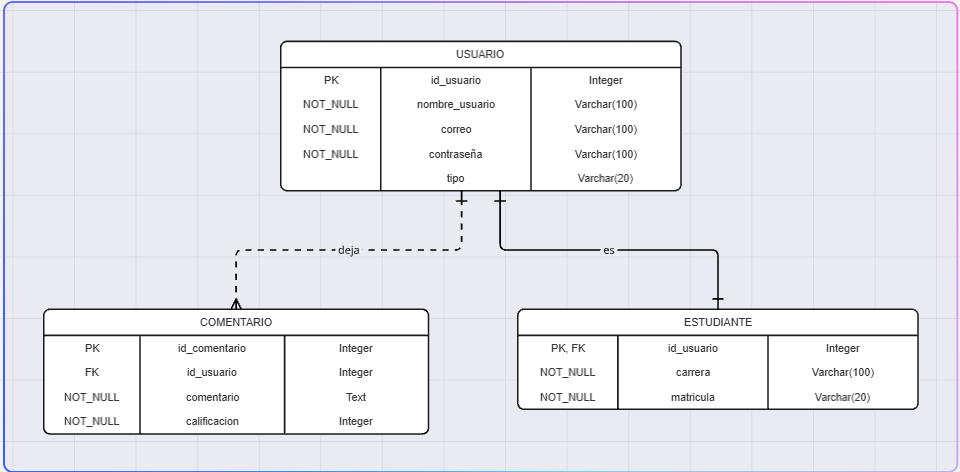 USUARIO
PK id_usuario Integer
NOT_NULL nombre_usuario Varchar(100)
NOT_NULL correo Varchar(100)
NOT_NULL contraseña Varchar(100)
tipo Varchar(20)
deja
es
COMENTARIO
PK id_comentario Integer
FK id_usuario Integer
NOT_NULL comentario Text
NOT_NULL calificacion Integer
ESTUDIANTE
PK, FK id_usuario Integer
NOT_NULL carrera Varchar(100)
NOT_NULL matricula Varchar(20)